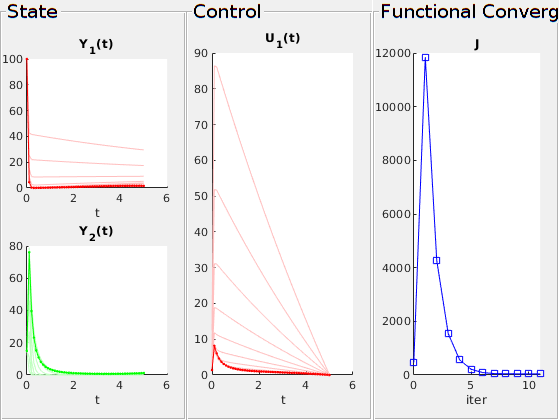 State
Control
Functional Converg
Y1(t)
100
80
60
40
20
0
0 2 4 6
t
Y2(t)
80
60
40
20
0
0 2 4 6
t
U1(t)
90
80
70
60
50
40
30
20
10
0
0 2 4 6
t
J
12000
10000
8000
6000
4000
2000
0
0 5 10
iter